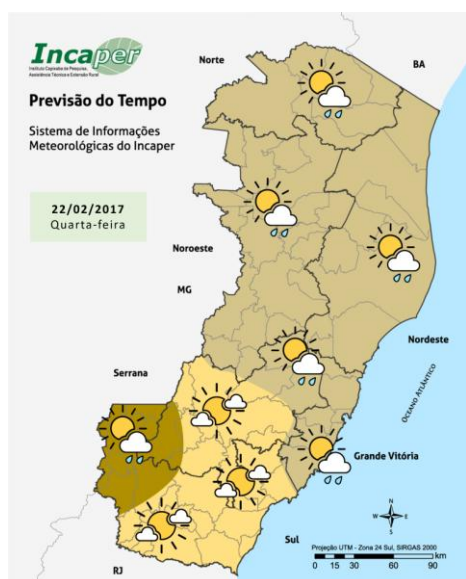 Incaper
Instituto Capixaba de Pesquisa,
Assistência Técnica e Extensão Rural
Previsão do Tempo
Sistema de Informações
Meteorológicas do Incaper
22/02/2017
Quarta-feira
Norte
BA
Noroeste
MG
Nordeste
Serrana
OCEANO ATLÂNTICO
Grande Vitória
N
W
E
S
Sul
Projeção UTM - Zona 24 Sul, SIRGAS 2000
km
0 15 30 60 90
RJ